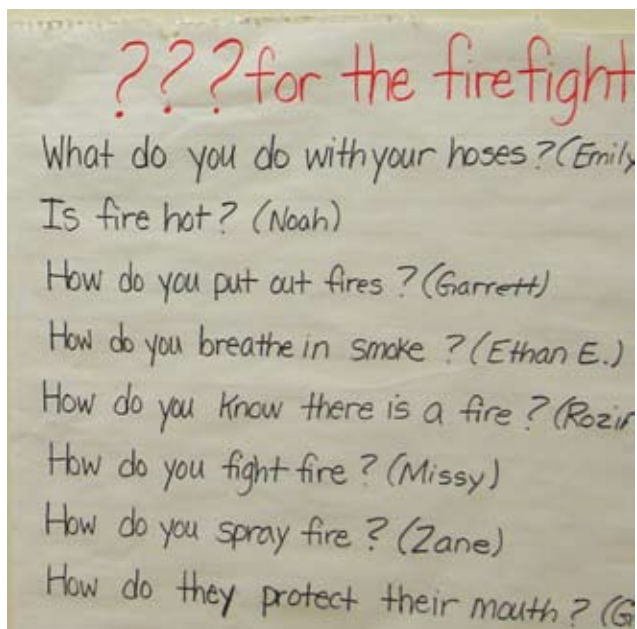 ??? for the firefight
What do you do with your hoses? (Emily
Is fire hot? (Noah)
How do you put out fires? (Garrett)
How do you breathe in smoke? (Ethan E.)
How do you know there is a fire? (Rozi
How do you fight fire? (Missy)
How do you spray fire? (Zane)
How do they protect their mouth? (G